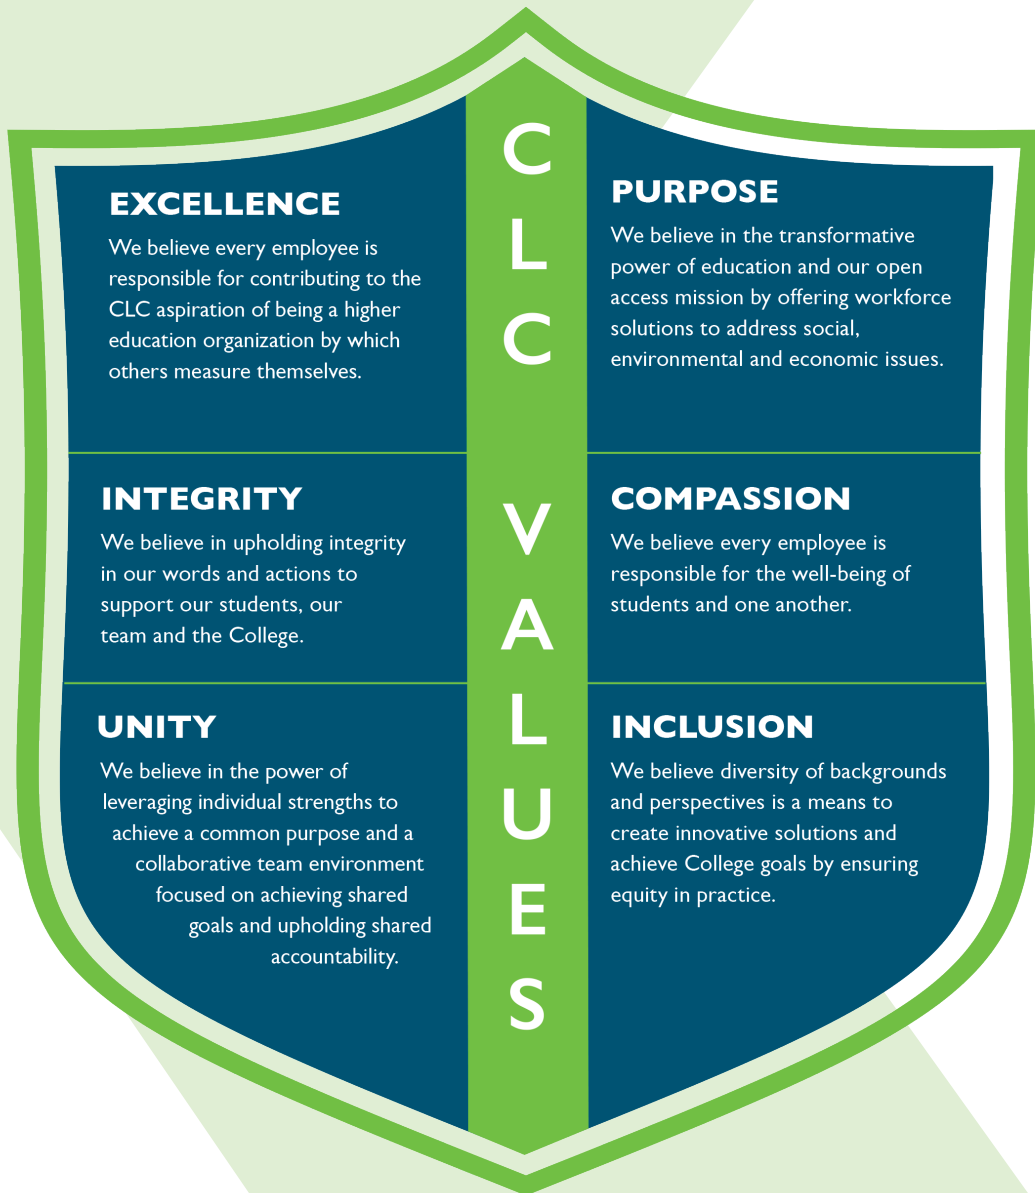 CLC VALUES
EXCELLENCE
We believe every employee is
responsible for contributing to the
CLC aspiration of being a higher
education organization by which
others measure themselves.
PURPOSE
We believe in the transformative
power of education and our open
access mission by offering workforce
solutions to address social,
environmental and economic issues.
INTEGRITY
We believe in upholding integrity
in our words and actions to
support our students, our
team and the College.
COMPASSION
We believe every employee is
responsible for the well-being of
students and one another.
UNITY
We believe in the power of
leveraging individual strengths to
achieve a common purpose and a
collaborative team environment
focused on achieving shared
goals and upholding shared
accountability.
INCLUSION
We believe diversity of backgrounds
and perspectives is a means to
create innovative solutions and
achieve College goals by ensuring
equity in practice.